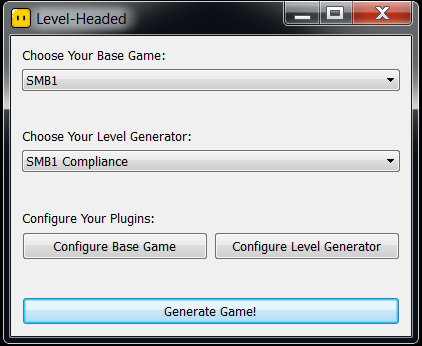 Level-Headed
Choose Your Base Game:
SMB1
Choose Your Level Generator:
SMB1 Compliance
Configure Your Plugins:
Configure Base Game Configure Level Generator
Generate Game!